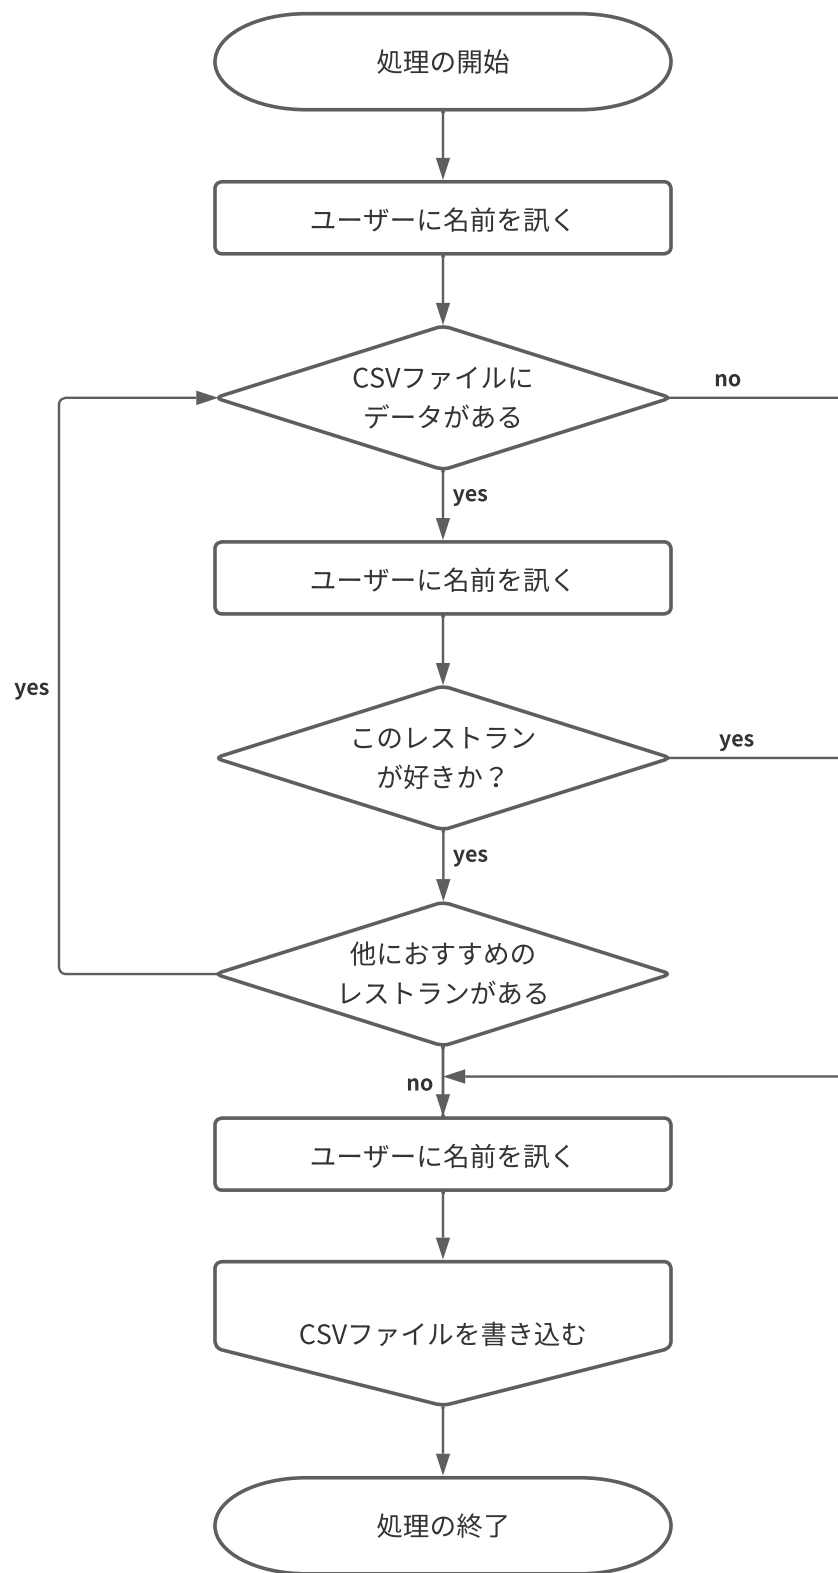 処理の開始
ユーザーに名前を訊く
CSVファイルに
データがある
no
yes
ユーザーに名前を訊く
yes
このレストラン
が好きか？
yes
yes
他におすすめの
レストランがある
no
ユーザーに名前を訊く
CSVファイルを書き込む
処理の終了